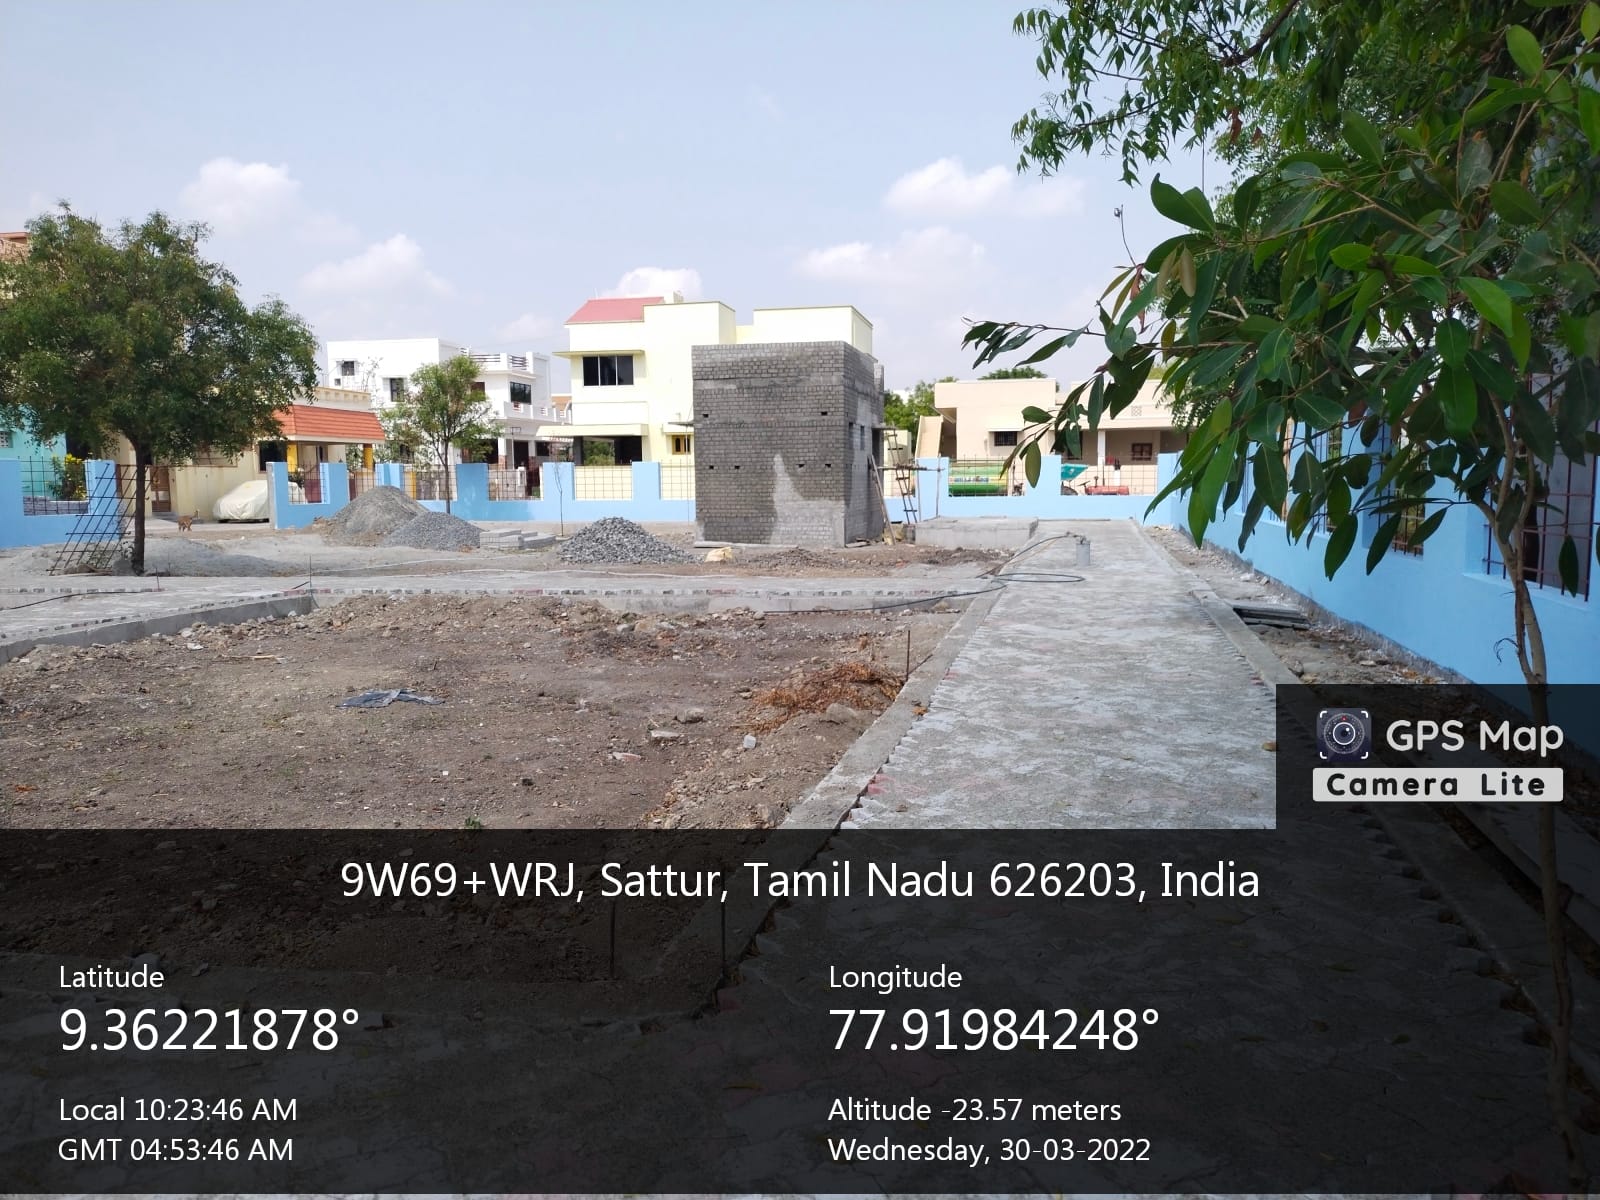 GPS Map
Camera Lite
9W69+WRJ, Sattur, Tamil Nadu 626203, India
Latitude
9.36221878°
Longitude
77.91984248°
Local 10:23:46 AM
GMT 04:53:46 AM
Altitude -23.57 meters
Wednesday, 30-03-2022